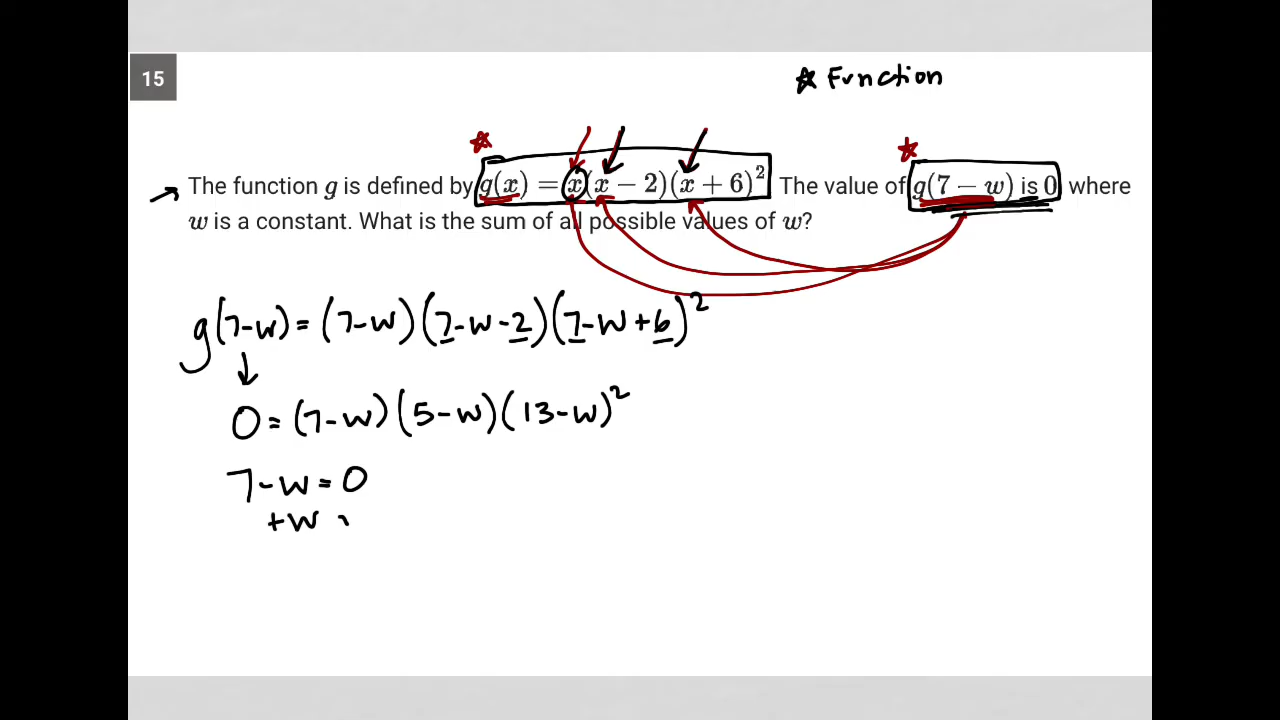 15
☆ Function
The function g is defined by g(x) = x(x − 2)(x + 6)² The value of g(7 − w) is 0 where
w is a constant. What is the sum of all possible values of w?
g(7-w) = (7-w)(7-w-2)(7-w+6)²
0 = (7-w)(5-w)(13-w)²
7-w = 0
+w